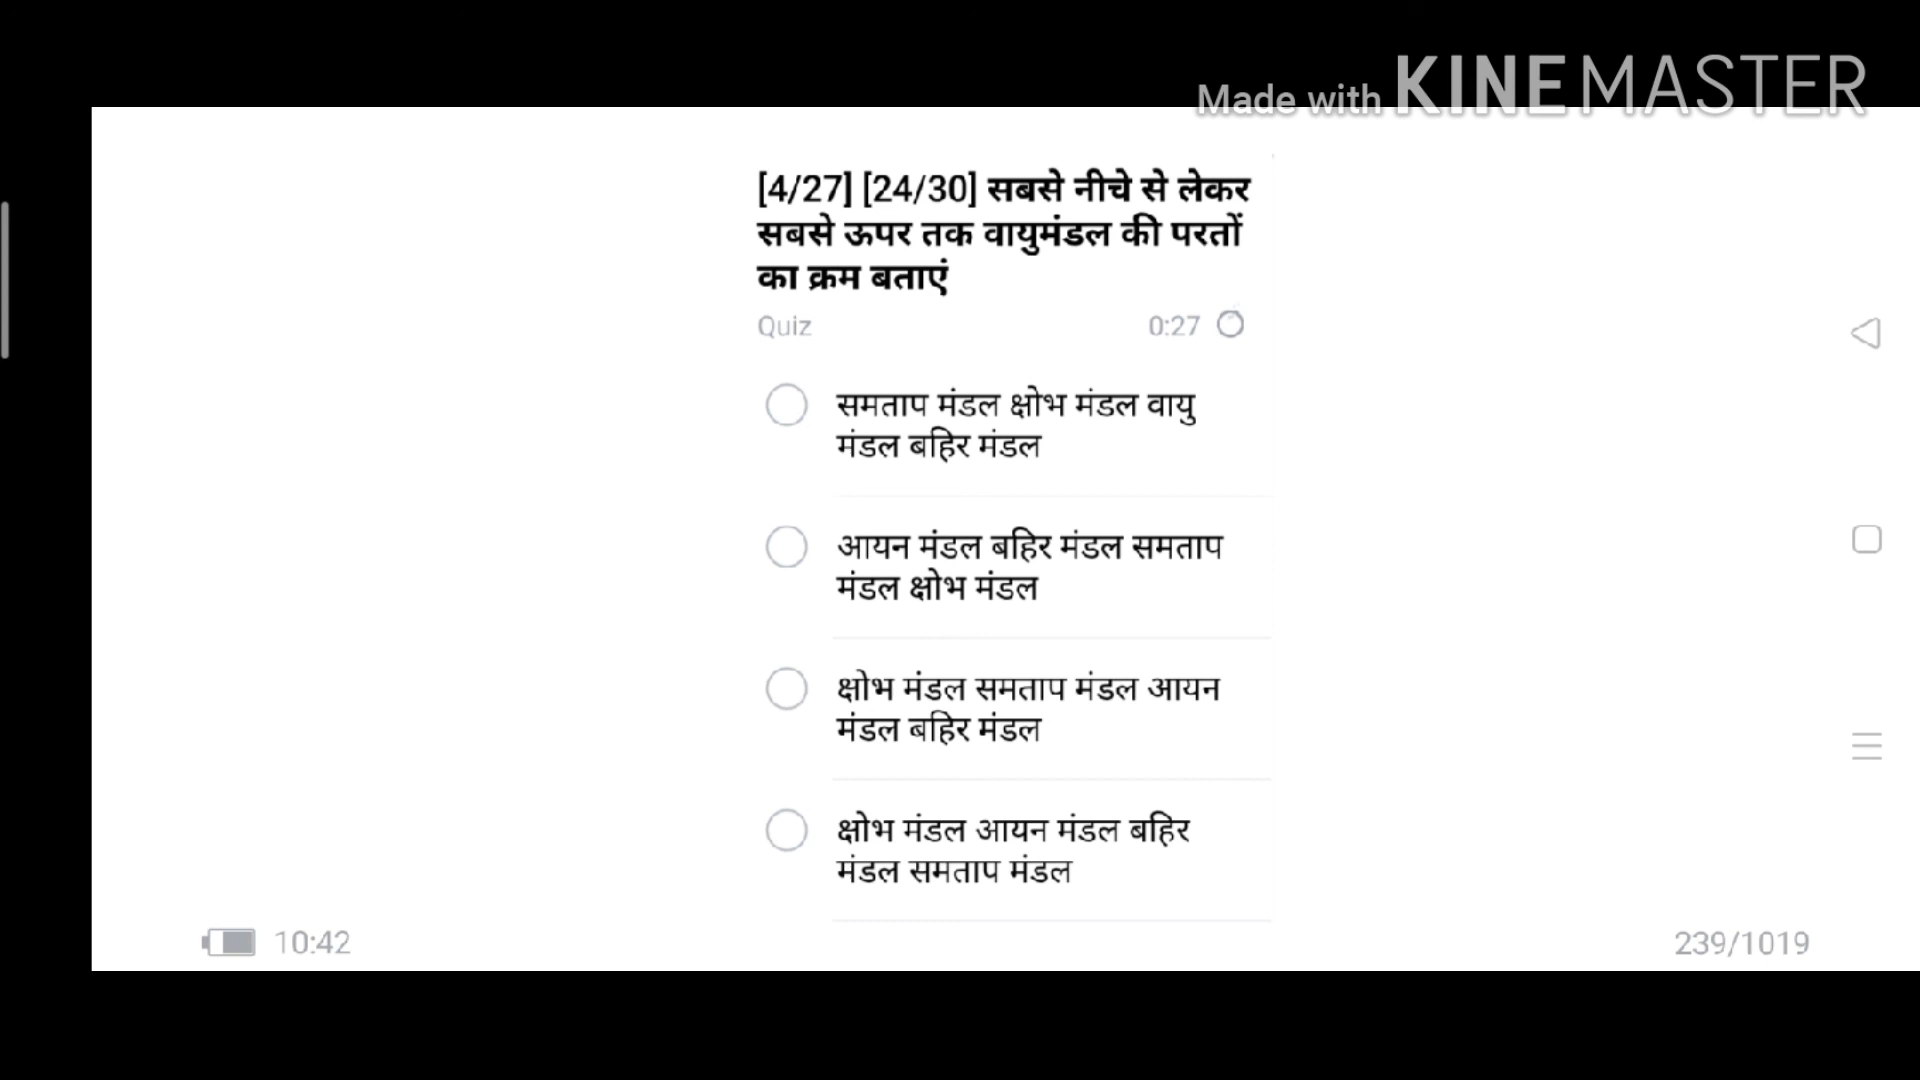 Made with KINEMASTER
[4/27] [24/30] सबसे नीचे से लेकर
सबसे ऊपर तक वायुमंडल की परतों
का क्रम बताएं
Quiz 0:27
समताप मंडल क्षोभ मंडल वायु
मंडल बहिर मंडल
आयन मंडल बहिर मंडल समताप
मंडल क्षोभ मंडल
क्षोभ मंडल समताप मंडल आयन
मंडल बहिर मंडल
क्षोभ मंडल आयन मंडल बहिर
मंडल समताप मंडल
10:42 239/1019